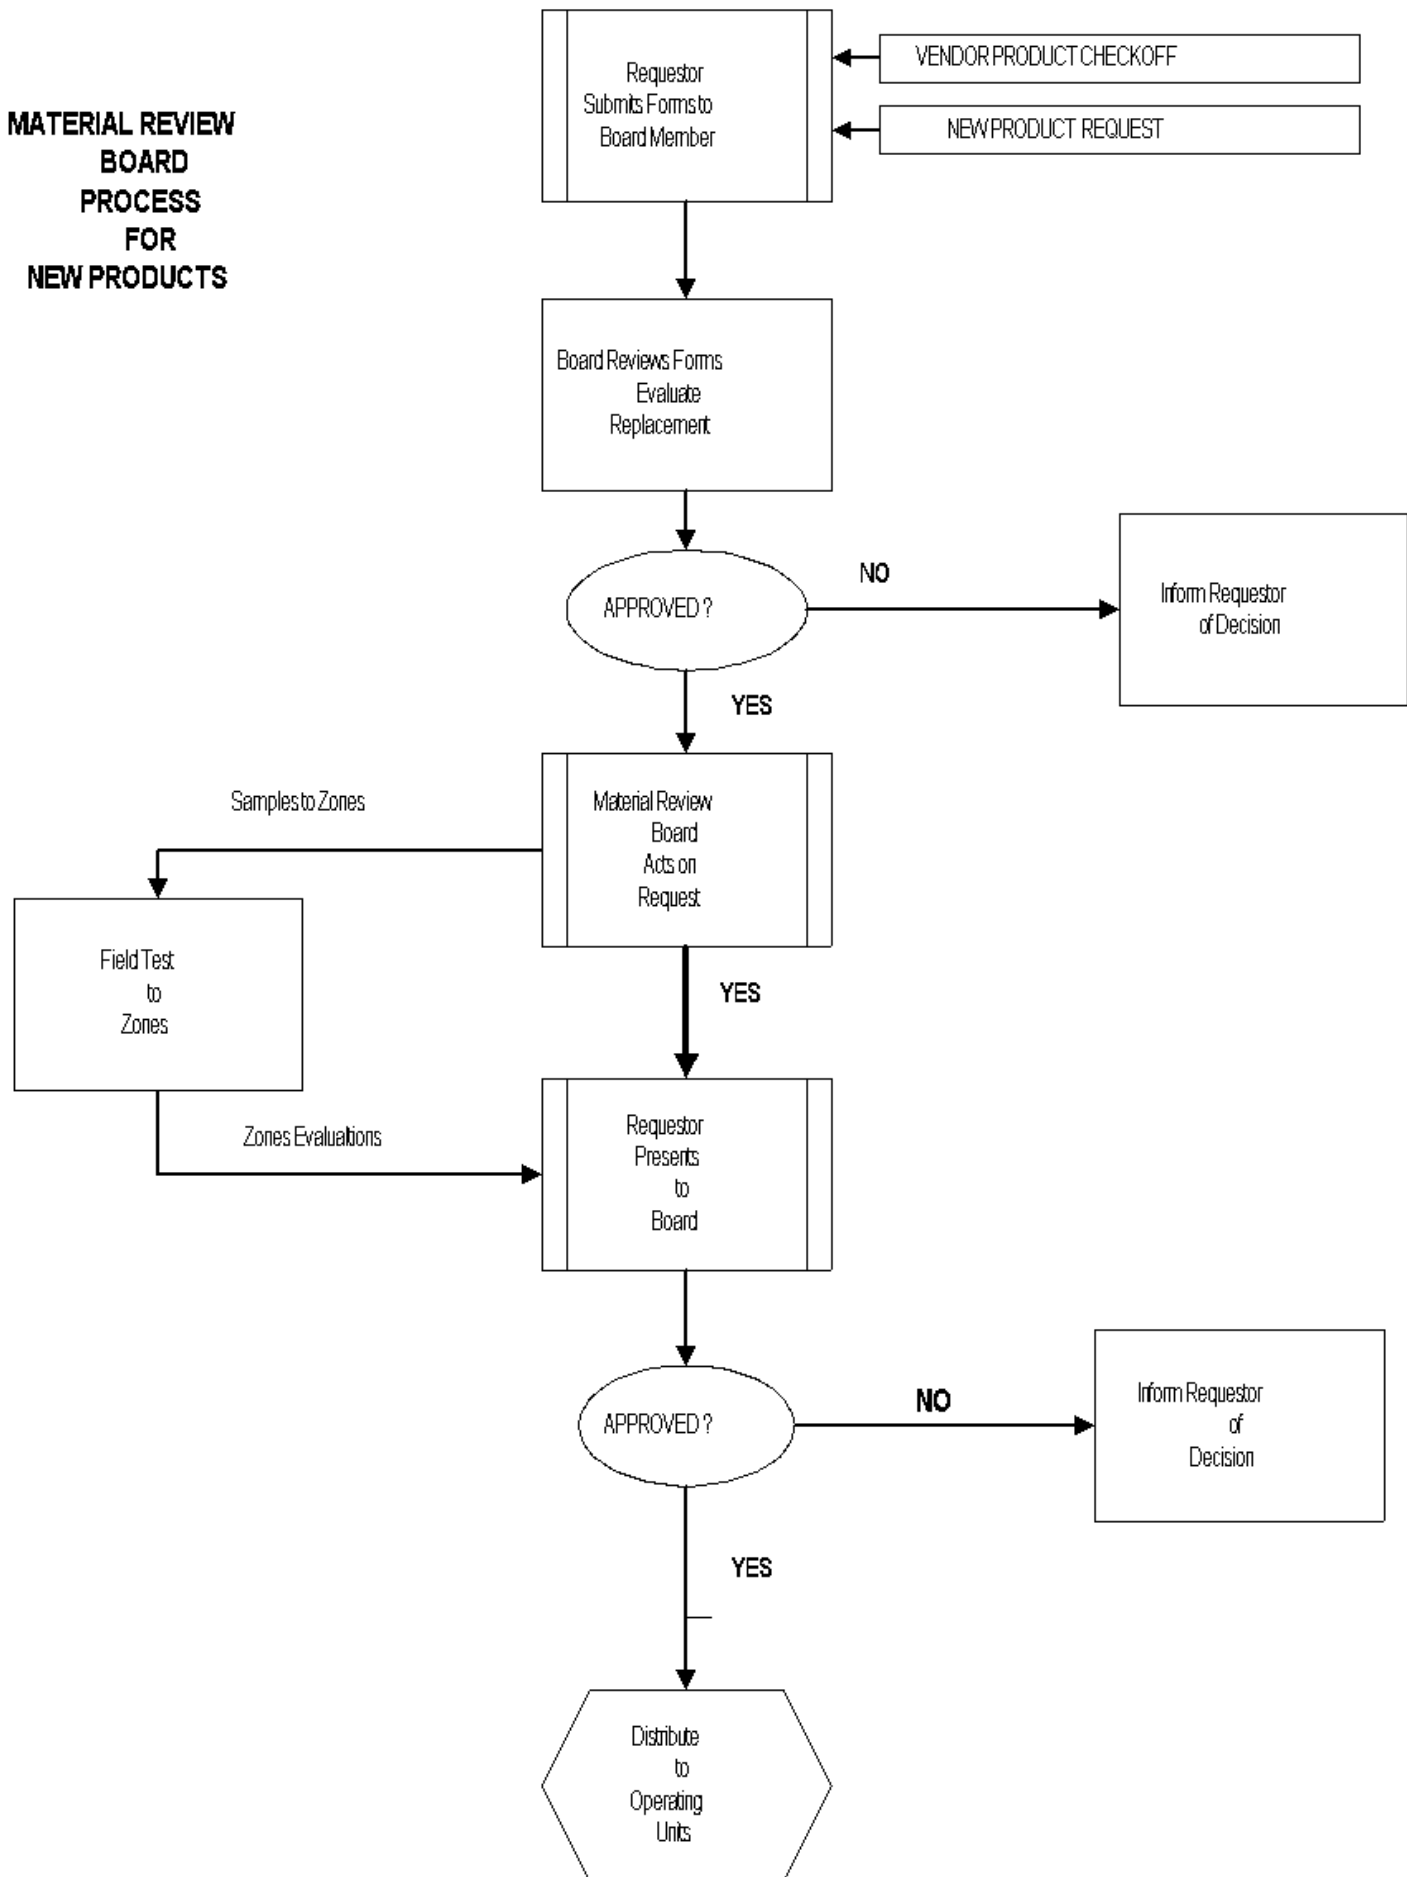 MATERIAL REVIEW
BOARD
PROCESS
FOR
NEW PRODUCTS
Requestor
Submits Forms to
Board Member
VENDOR PRODUCT CHECKOFF
NEW PRODUCT REQUEST
Board Reviews Forms
Evaluate
Replacement
APPROVED ?
NO
Inform Requestor
of Decision
YES
Samples to Zones
Material Review
Board
Acts on
Request
Field Test
to
Zones
YES
Zones Evaluations
Requestor
Presents
to
Board
APPROVED ?
NO
Inform Requestor
of
Decision
YES
Distribute
to
Operating
Units